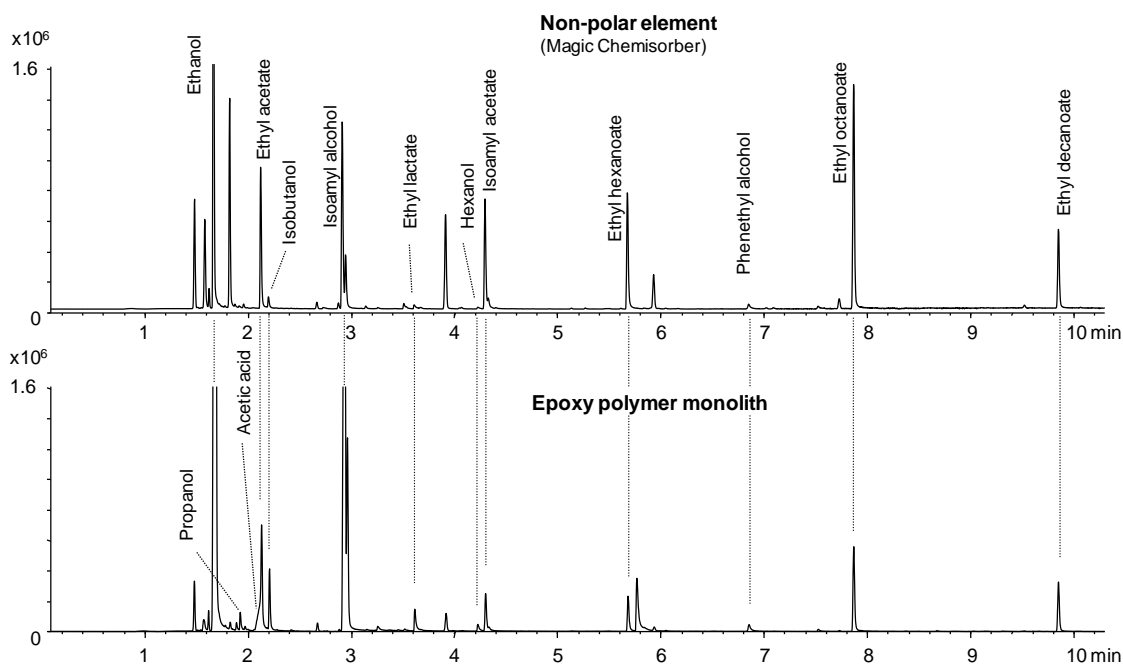 Non-polar element
(Magic Chemisorber)
x10⁶
1.6
0
Ethanol
Ethyl acetate
Isobutanol
Isoamyl alcohol
Ethyl lactate
Hexanol
Isoamyl acetate
Ethyl hexanoate
Phenethyl alcohol
Ethyl octanoate
Ethyl decanoate
1 2 3 4 5 6 7 8 9 10 min
x10⁶
1.6
0
Epoxy polymer monolith
Propanol
Acetic acid
1 2 3 4 5 6 7 8 9 10 min